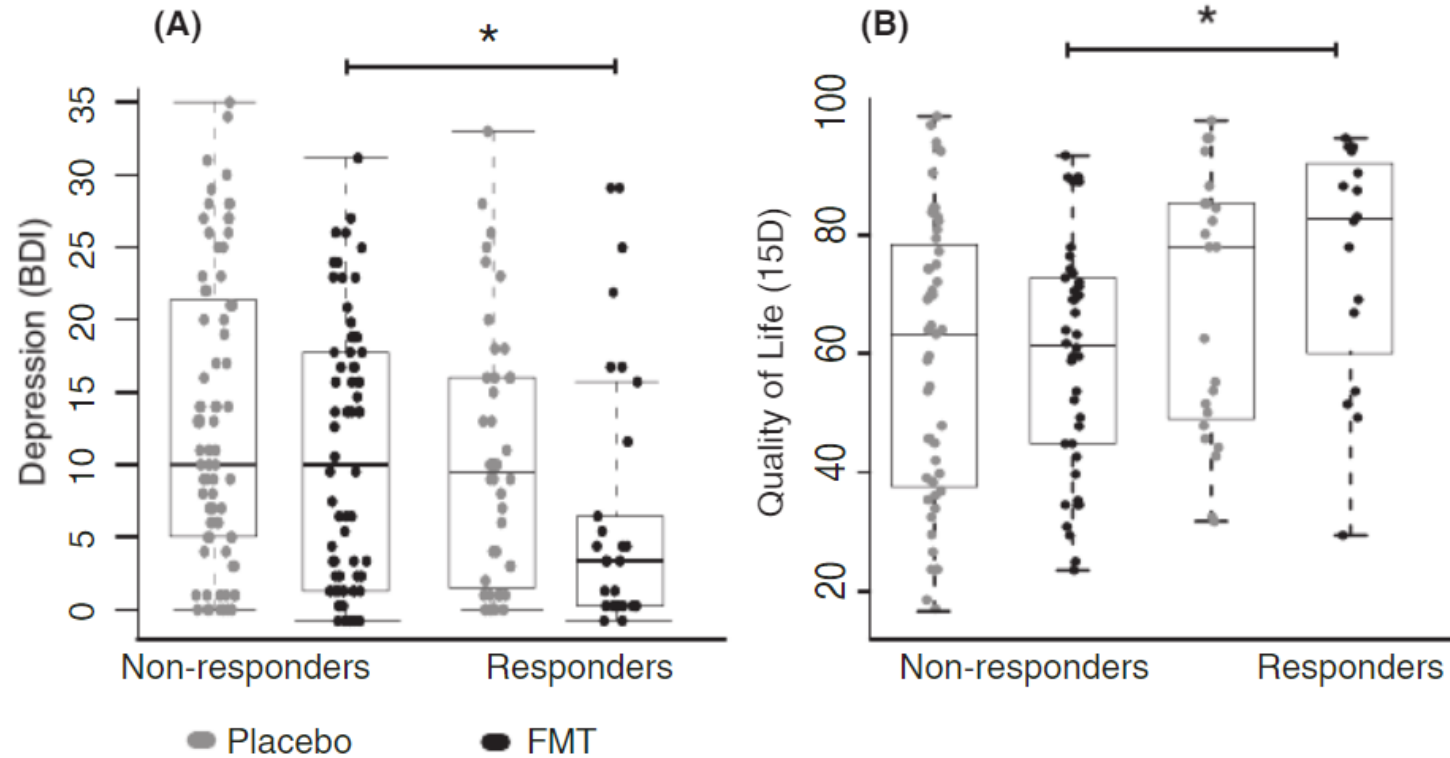 (A)
*
Depression (BDI)
35
30
25
20
15
10
5
0
Non-responders Responders
(B)
*
Quality of Life (15D)
100
80
60
40
20
Non-responders Responders
Placebo FMT